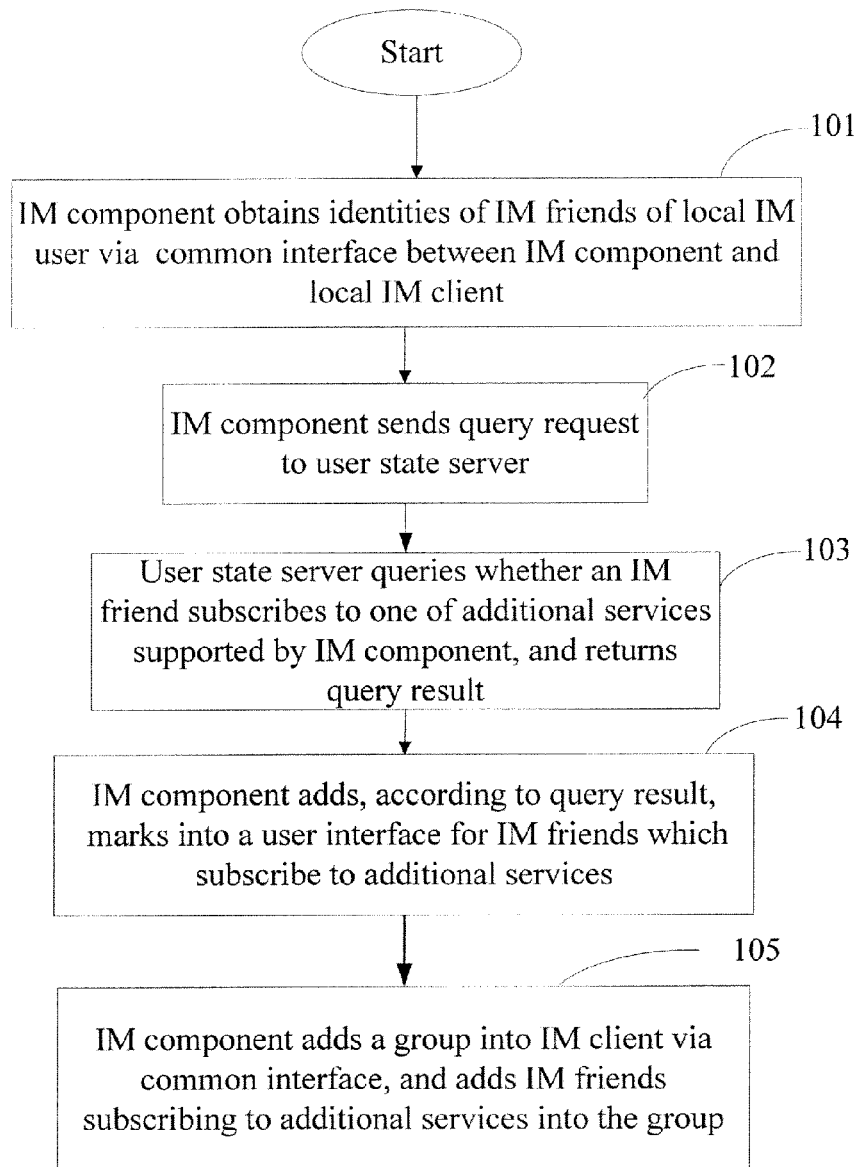 Start
101
IM component obtains identities of IM friends of local IM
user via common interface between IM component and
local IM client
102
IM component sends query request
to user state server
103
User state server queries whether an IM
friend subscribes to one of additional services
supported by IM component, and returns
query result
104
IM component adds, according to query result,
marks into a user interface for IM friends which
subscribe to additional services
105
IM component adds a group into IM client via
common interface, and adds IM friends
subscribing to additional services into the group